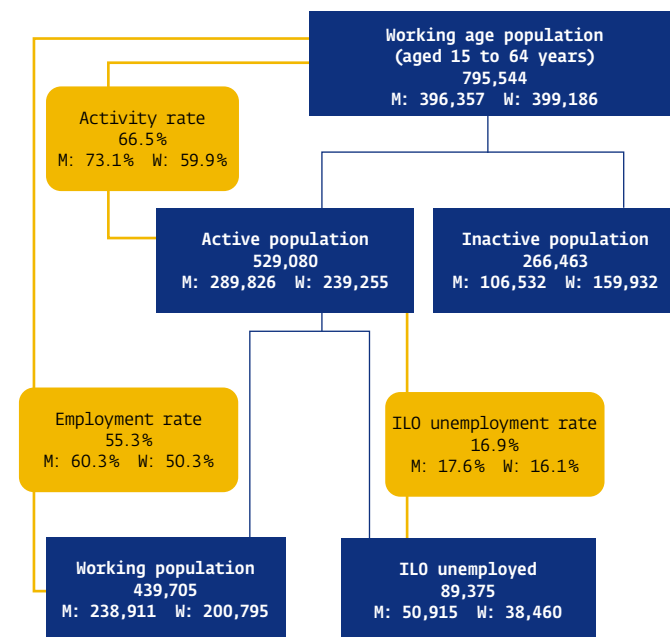 Working age population
(aged 15 to 64 years)
795,544
M: 396,357 W: 399,186
Activity rate
66.5%
M: 73.1% W: 59.9%
Active population
529,080
M: 289,826 W: 239,255
Inactive population
266,463
M: 106,532 W: 159,932
Employment rate
55.3%
M: 60.3% W: 50.3%
ILO unemployment rate
16.9%
M: 17.6% W: 16.1%
Working population
439,705
M: 238,911 W: 200,795
ILO unemployed
89,375
M: 50,915 W: 38,460